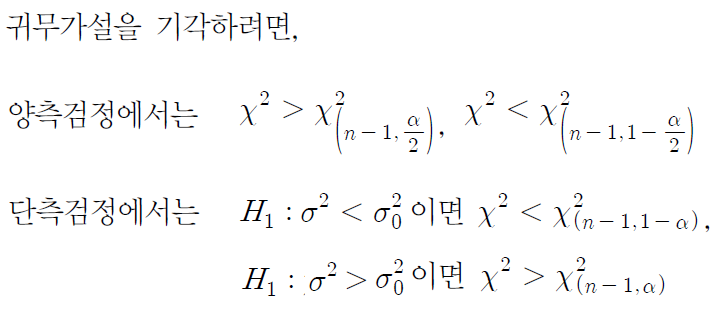 귀무가설을 기각하려면,
양측검정에서는 χ² > χ²₍ₙ₋₁, α/2₎, χ² < χ²₍ₙ₋₁,₁₋α/2₎
단측검정에서는 H₁ : σ² < σ₀² 이면 χ² < χ²₍ₙ₋₁,₁₋α₎,
H₁ : σ² > σ₀² 이면 χ² > χ²₍ₙ₋₁,α₎